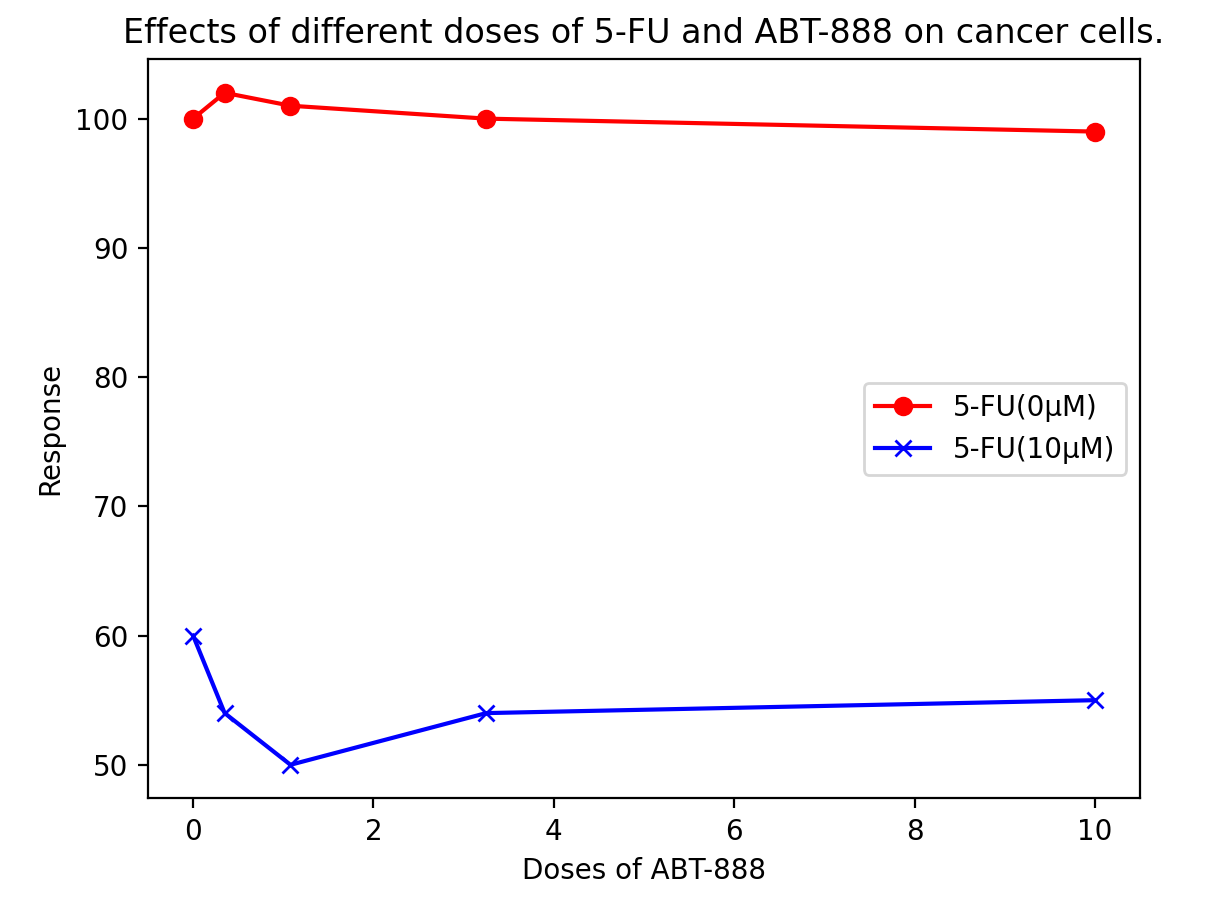 Effects of different doses of 5-FU and ABT-888 on cancer cells.
100
90
80
70
60
50
Response
5-FU(0μM)
5-FU(10μM)
0 2 4 6 8 10
Doses of ABT-888